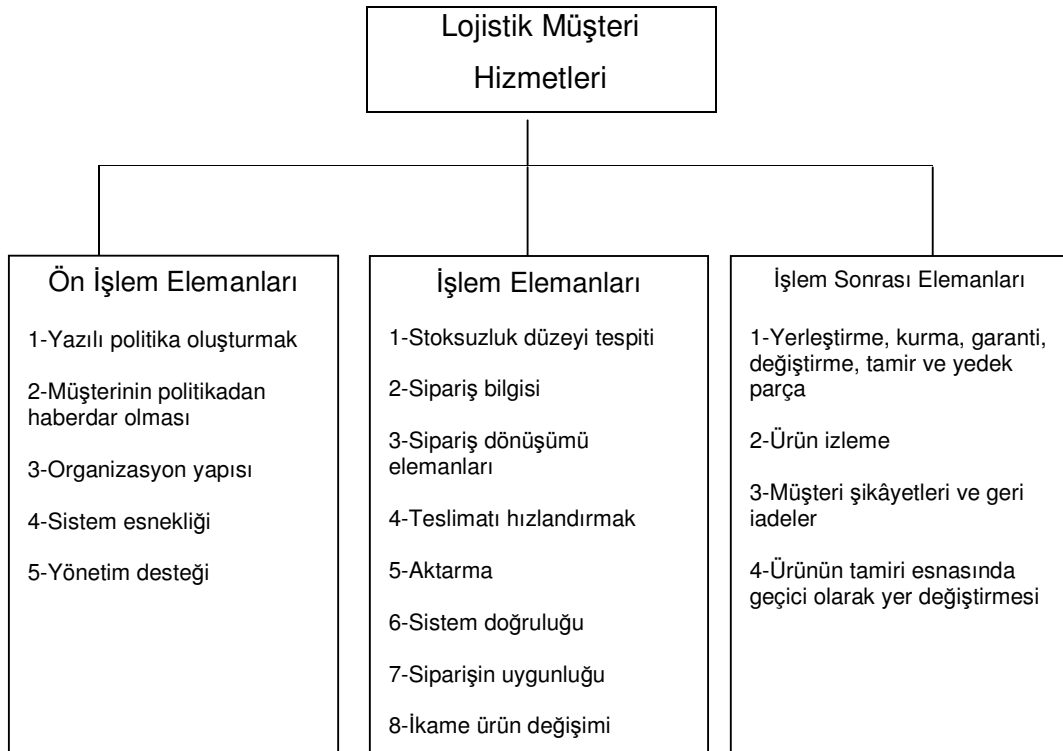 Lojistik Müşteri
Hizmetleri
Ön İşlem Elemanları
1-Yazılı politika oluşturmak
2-Müşterinin politikadan
haberdar olması
3-Organizasyon yapısı
4-Sistem esnekliği
5-Yönetim desteği
İşlem Elemanları
1-Stoksuzluk düzeyi tespiti
2-Sipariş bilgisi
3-Sipariş dönüşümü
elemanları
4-Teslimatı hızlandırmak
5-Aktarma
6-Sistem doğruluğu
7-Siparişin uygunluğu
8-İkame ürün değişimi
İşlem Sonrası Elemanları
1-Yerleştirme, kurma, garanti,
değiştirme, tamir ve yedek
parça
2-Ürün izleme
3-Müşteri şikâyetleri ve geri
iadeler
4-Ürünün tamiri esnasında
geçici olarak yer değiştirmesi